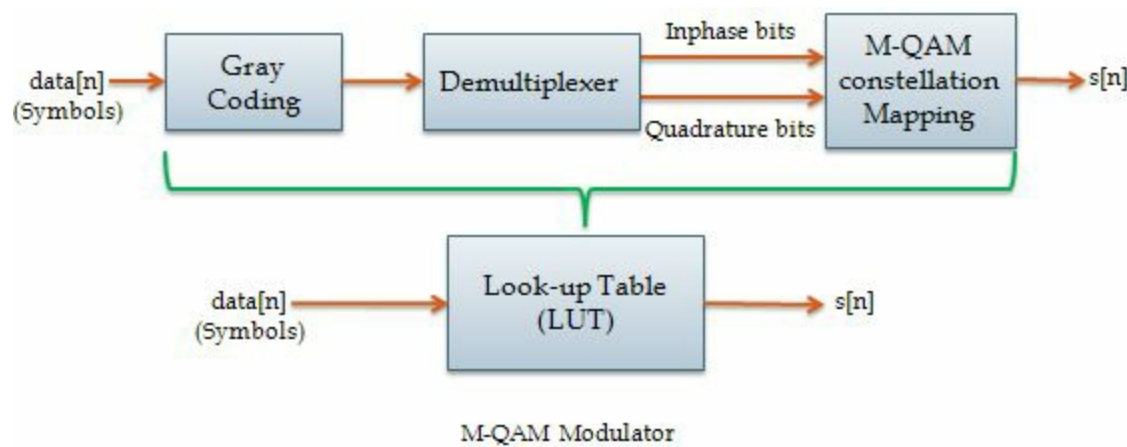 data[n]
(Symbols)
Gray
Coding
Demultiplexer
Inphase bits
Quadrature bits
M-QAM
constellation
Mapping
s[n]
data[n]
(Symbols)
Look-up Table
(LUT)
s[n]
M-QAM Modulator